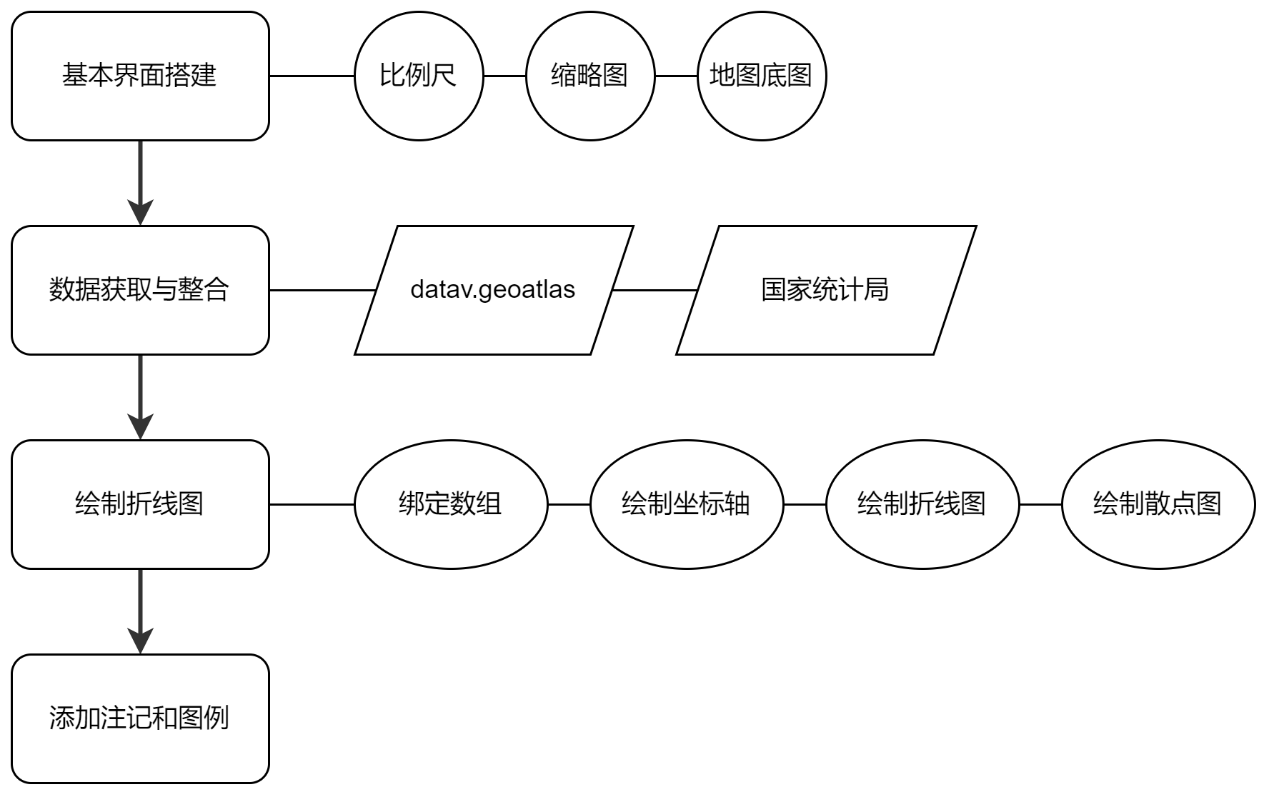 基本界面搭建
比例尺
缩略图
地图底图
数据获取与整合
datav.geoatlas
国家统计局
绘制折线图
绑定数组
绘制坐标轴
绘制折线图
绘制散点图
添加注记和图例